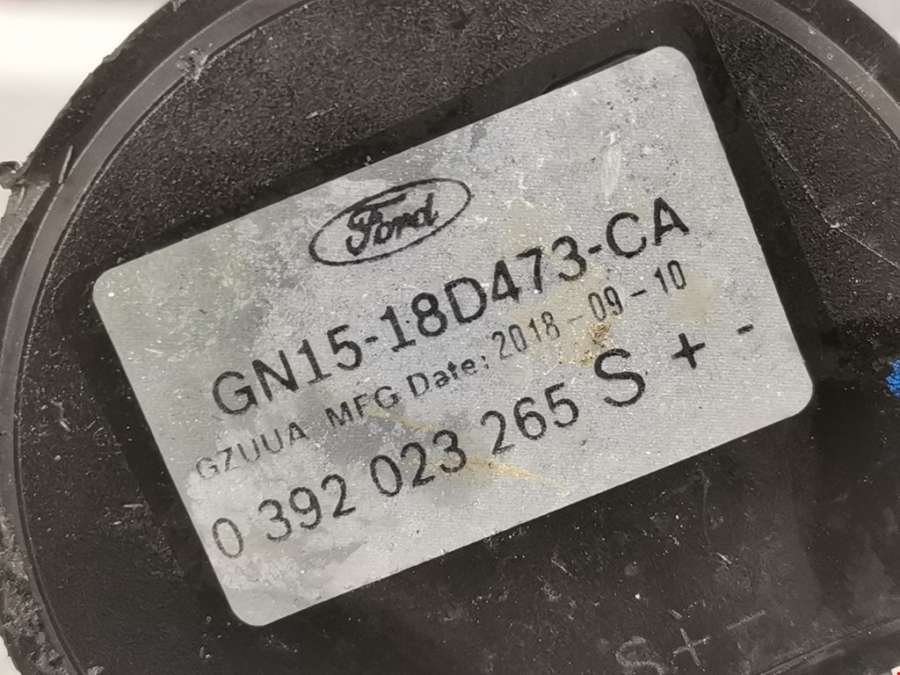 Ford
GN15-18D473-CA
GZUUA MFG Date: 2018-09-10
0 392 023 265 S + -
S + -